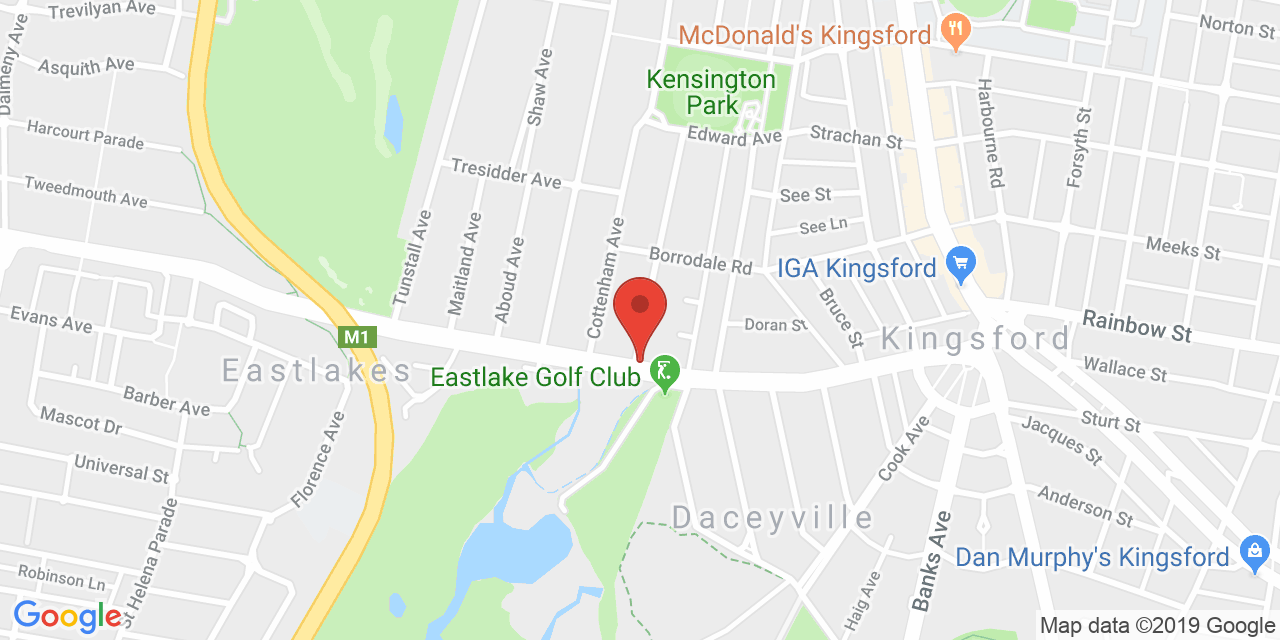 Trevilyan Ave
Dalmeny Ave
Asquith Ave
Harcourt Parade
Tweedmouth Ave
Shaw Ave
Tresidder Ave
Tunstall Ave
Maitland Ave
Aboud Ave
Cottenham Ave
McDonald's Kingsford
Kensington
Park
Edward Ave
Strachan St
See St
See Ln
Borrodale Rd
Harbourne Rd
Forsyth St
Norton St
Meeks St
IGA Kingsford
Bruce St
Doran St
Kingsford
Rainbow St
Wallace St
Evans Ave
M1
Eastlakes
Eastlake Golf Club
Barber Ave
Mascot Dr
Universal St
Florence Ave
St Helena Parade
Robinson Ln
Daceyville
Cook Ave
Banks Ave
Haig Ave
Sturt St
Jacques St
Anderson St
Dan Murphy's Kingsford
Google
Map data ©2019 Google